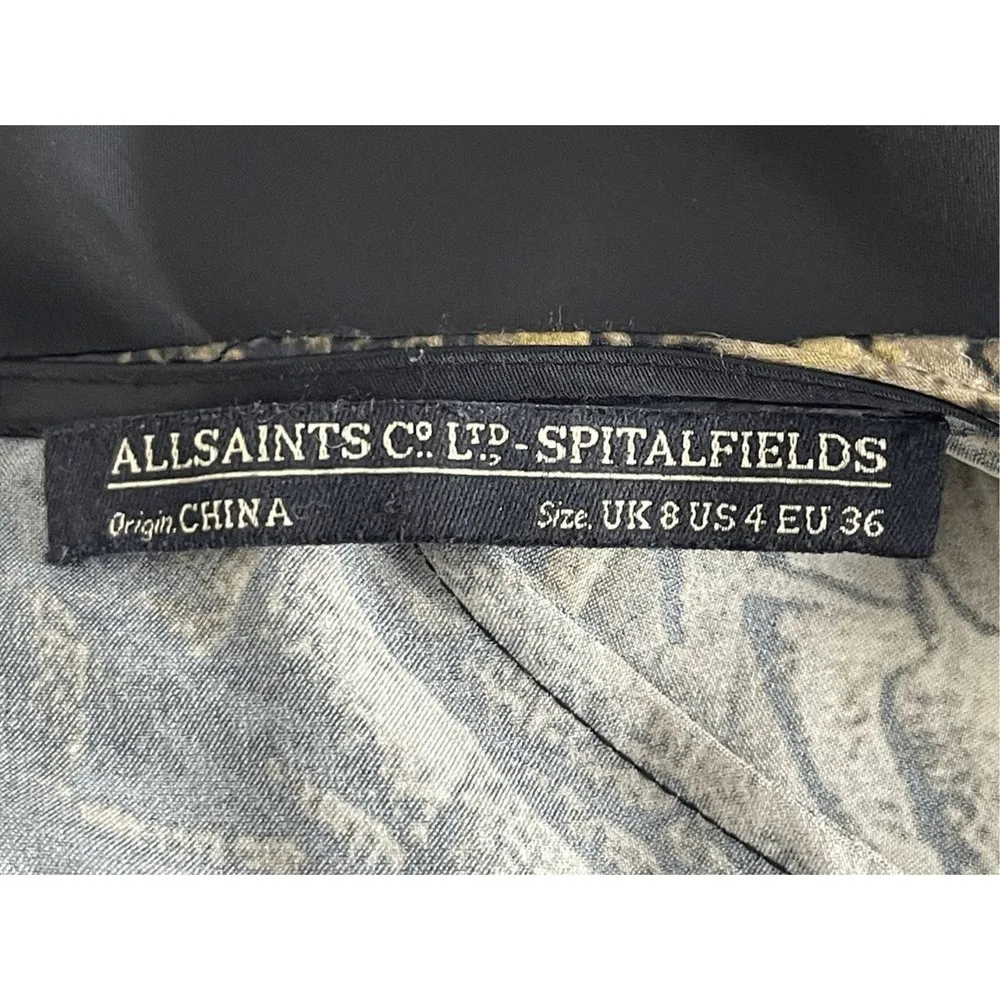 ALLSAINTS Cº. LTD. - SPITALFIELDS
Origin. CHINA Size. UK 8 US 4 EU 36